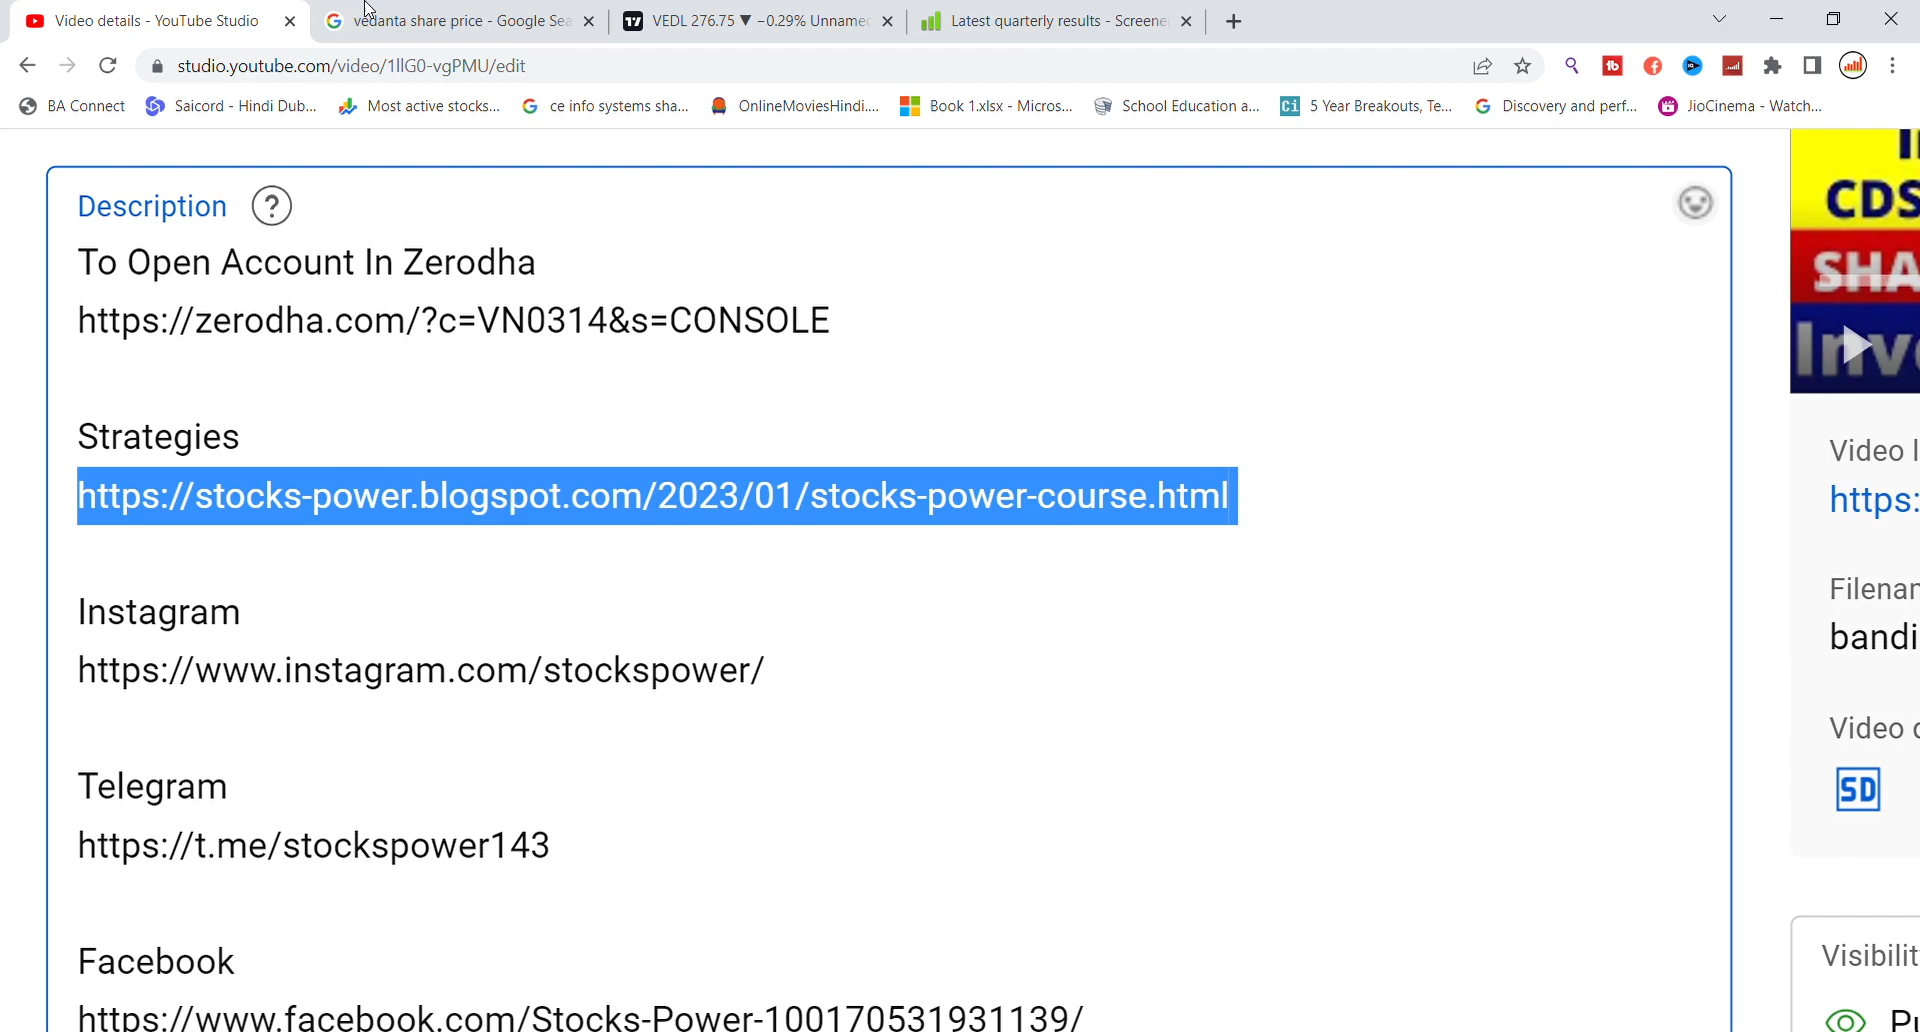 Video details - YouTube Studio
vedanta share price - Google Sea
VEDL 276.75 ▼ −0.29% Unnamed
Latest quarterly results - Screener
studio.youtube.com/video/1llG0-vgPMU/edit
BA Connect
Saicord - Hindi Dub...
Most active stocks...
ce info systems sha...
OnlineMoviesHindi....
Book 1.xlsx - Micros...
School Education a...
5 Year Breakouts, Te...
Discovery and perf...
JioCinema - Watch...
Description
To Open Account In Zerodha
https://zerodha.com/?c=VN0314&s=CONSOLE
Strategies
https://stocks-power.blogspot.com/2023/01/stocks-power-course.html
Instagram
https://www.instagram.com/stockspower/
Telegram
https://t.me/stockspower143
Facebook
https://www.facebook.com/Stocks-Power-100170531931139/
CDS
SHA
Inv
Video l
https:
Filenam
bandi
Video
SD
Visibilit
Pu